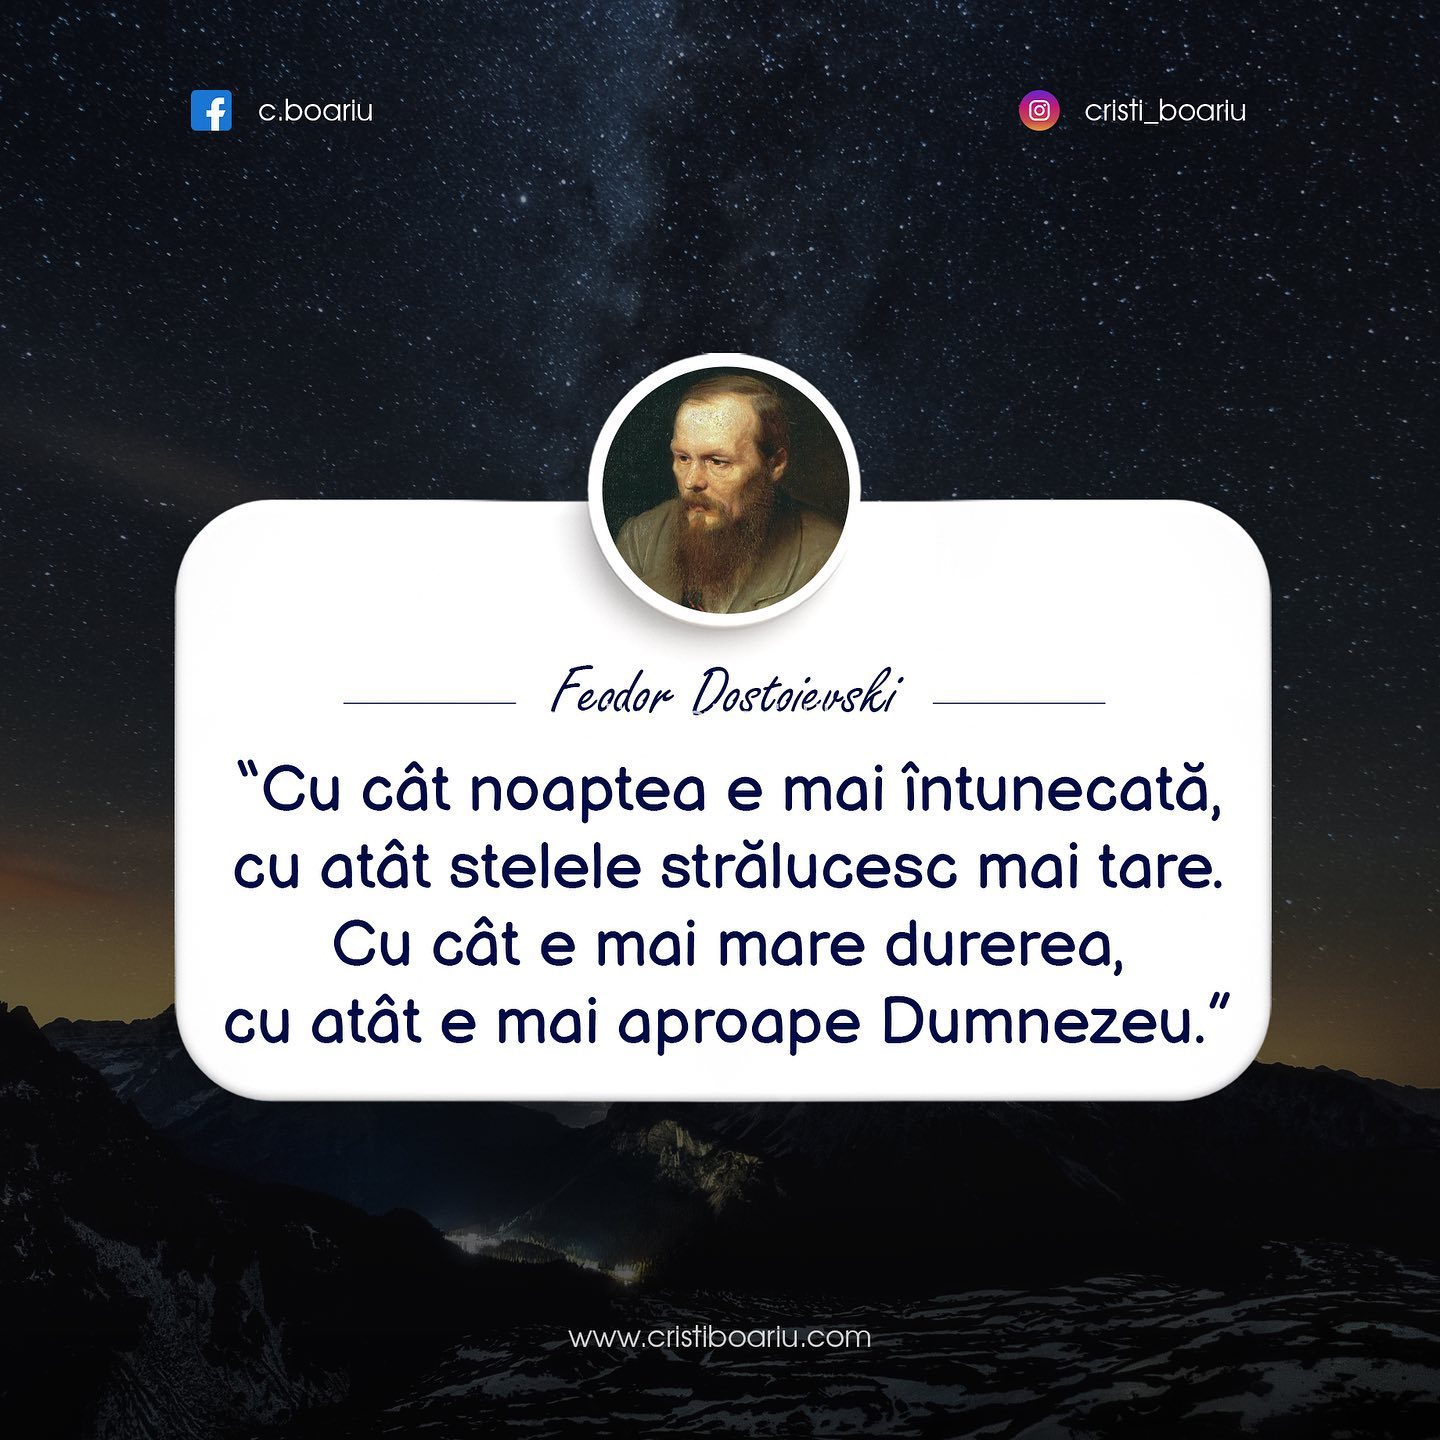 c.boariu
cristi_boariu
Feodor Dostoievski
“Cu cât noaptea e mai întunecată,
cu atât stelele strălucesc mai tare.
Cu cât e mai mare durerea,
cu atât e mai aproape Dumnezeu.”
www.cristiboariu.com